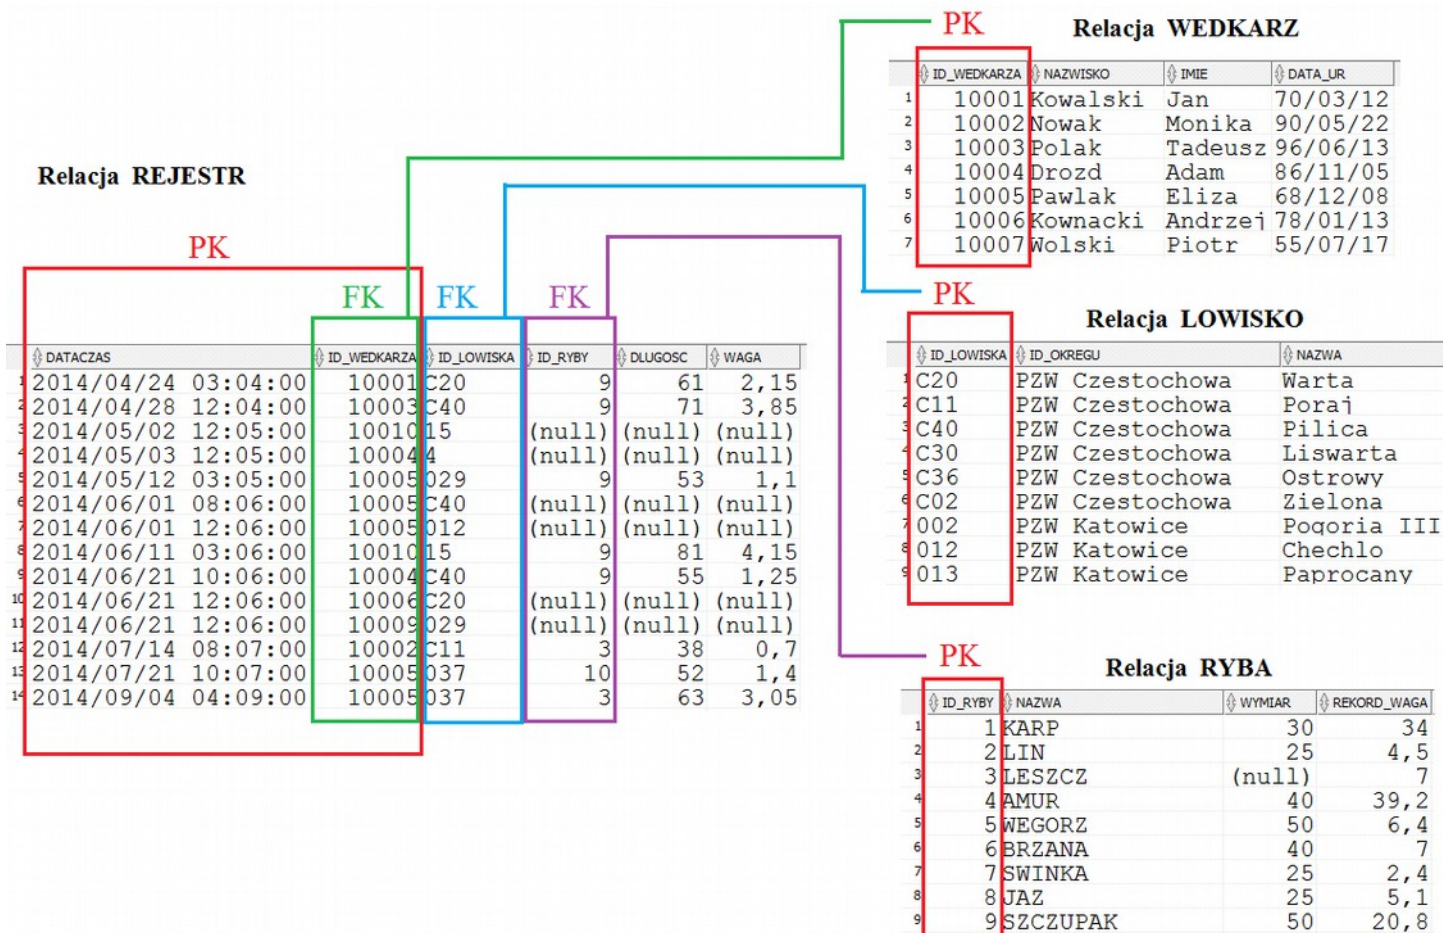 Relacja REJESTR
PK
FK FK FK
DATACZAS ID_WEDKARZA ID_LOWISKA ID_RYBY DLUGOSC WAGA
1 2014/04/24 03:04:00 10001 C20 9 61 2,15
2 2014/04/28 12:04:00 10003 C40 9 71 3,85
3 2014/05/02 12:05:00 10010 15 (null) (null) (null)
4 2014/05/03 12:05:00 10004 4 (null) (null) (null)
5 2014/05/12 03:05:00 10005 029 9 53 1,1
6 2014/06/01 08:06:00 10005 C40 (null) (null) (null)
7 2014/06/01 12:06:00 10005 012 (null) (null) (null)
8 2014/06/11 03:06:00 10010 15 9 81 4,15
9 2014/06/21 10:06:00 10004 C40 9 55 1,25
10 2014/06/21 12:06:00 10006 C20 (null) (null) (null)
11 2014/06/21 12:06:00 10009 029 (null) (null) (null)
12 2014/07/14 08:07:00 10002 C11 3 38 0,7
13 2014/07/21 10:07:00 10005 037 10 52 1,4
14 2014/09/04 04:09:00 10005 037 3 63 3,05
PK
Relacja WEDKARZ
ID_WEDKARZA NAZWISKO IMIE DATA_UR
1 10001 Kowalski Jan 70/03/12
2 10002 Nowak Monika 90/05/22
3 10003 Polak Tadeusz 96/06/13
4 10004 Drozd Adam 86/11/05
5 10005 Pawlak Eliza 68/12/08
6 10006 Kownacki Andrzej 78/01/13
7 10007 Wolski Piotr 55/07/17
PK
Relacja LOWISKO
ID_LOWISKA ID_OKREGU NAZWA
1 C20 PZW Czestochowa Warta
2 C11 PZW Czestochowa Poraj
3 C40 PZW Czestochowa Pilica
4 C30 PZW Czestochowa Liswarta
5 C36 PZW Czestochowa Ostrowy
6 C02 PZW Czestochowa Zielona
7 002 PZW Katowice Pogoria III
8 012 PZW Katowice Chechlo
9 013 PZW Katowice Paprocany
PK
Relacja RYBA
ID_RYBY NAZWA WYMIAR REKORD_WAGA
1 1 KARP 30 34
2 2 LIN 25 4,5
3 3 LESZCZ (null) 7
4 4 AMUR 40 39,2
5 5 WEGORZ 50 6,4
6 6 BRZANA 40 7
7 7 SWINKA 25 2,4
8 8 JAZ 25 5,1
9 9 SZCZUPAK 50 20,8